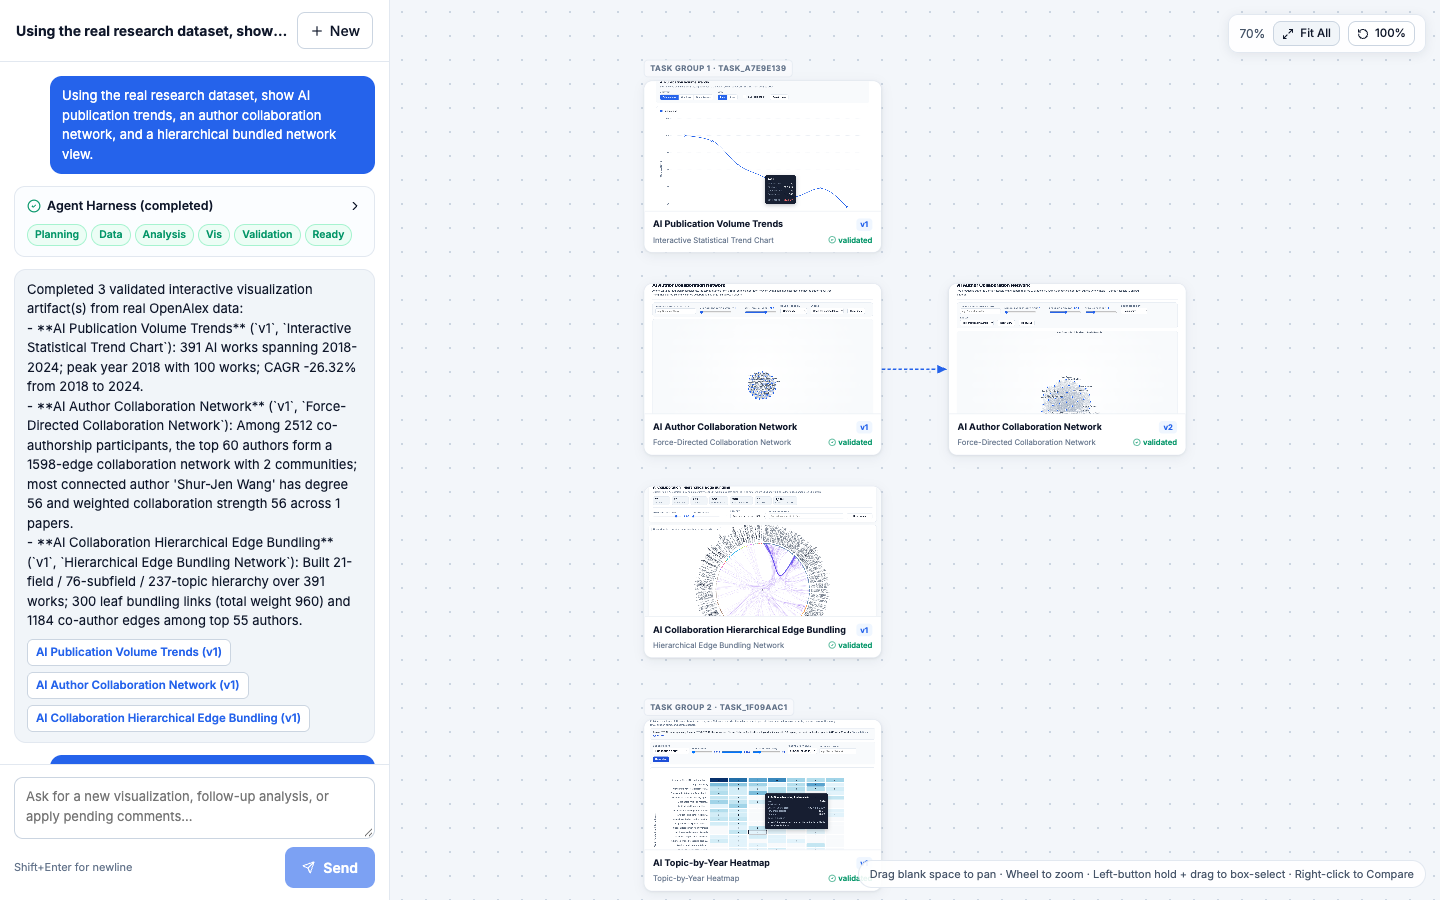 Using the real research dataset, show...
New
Using the real research dataset, show AI
publication trends, an author collaboration
network, and a hierarchical bundled network
view.
Agent Harness (completed)
Planning
Data
Analysis
Vis
Validation
Ready
Completed 3 validated interactive visualization
artifact(s) from real OpenAlex data:
- **AI Publication Volume Trends** (`v1`, `Interactive
Statistical Trend Chart`): 391 AI works spanning 2018-
2024; peak year 2018 with 100 works; CAGR -26.32%
from 2018 to 2024.
- **AI Author Collaboration Network** (`v1`, `Force-
Directed Collaboration Network`): Among 2512 co-
authorship participants, the top 60 authors form a
1598-edge collaboration network with 2 communities;
most connected author 'Shur-Jen Wang' has degree
56 and weighted collaboration strength 56 across 1
papers.
- **AI Collaboration Hierarchical Edge Bundling**
(`v1`, `Hierarchical Edge Bundling Network`): Built 21-
field / 76-subfield / 237-topic hierarchy over 391
works; 300 leaf bundling links (total weight 960) and
1184 co-author edges among top 55 authors.
AI Publication Volume Trends (v1)
AI Author Collaboration Network (v1)
AI Collaboration Hierarchical Edge Bundling (v1)
Ask for a new visualization, follow-up analysis, or
apply pending comments...
Shift+Enter for newline
Send
70%
Fit All
100%
TASK GROUP 1 · TASK_A7E9E139
AI Publication Volume Trends
v1
Interactive Statistical Trend Chart
validated
AI Author Collaboration Network
AI Author Collaboration Network
v1
Force-Directed Collaboration Network
validated
AI Author Collaboration Network
AI Author Collaboration Network
v2
Force-Directed Collaboration Network
validated
AI Collaboration Hierarchical Edge Bundling
v1
Hierarchical Edge Bundling Network
validated
TASK GROUP 2 · TASK_1F09AAC1
AI Topic-by-Year Heatmap
Topic-by-Year Heatmap
Drag blank space to pan · Wheel to zoom · Left-button hold + drag to box-select · Right-click to Compare